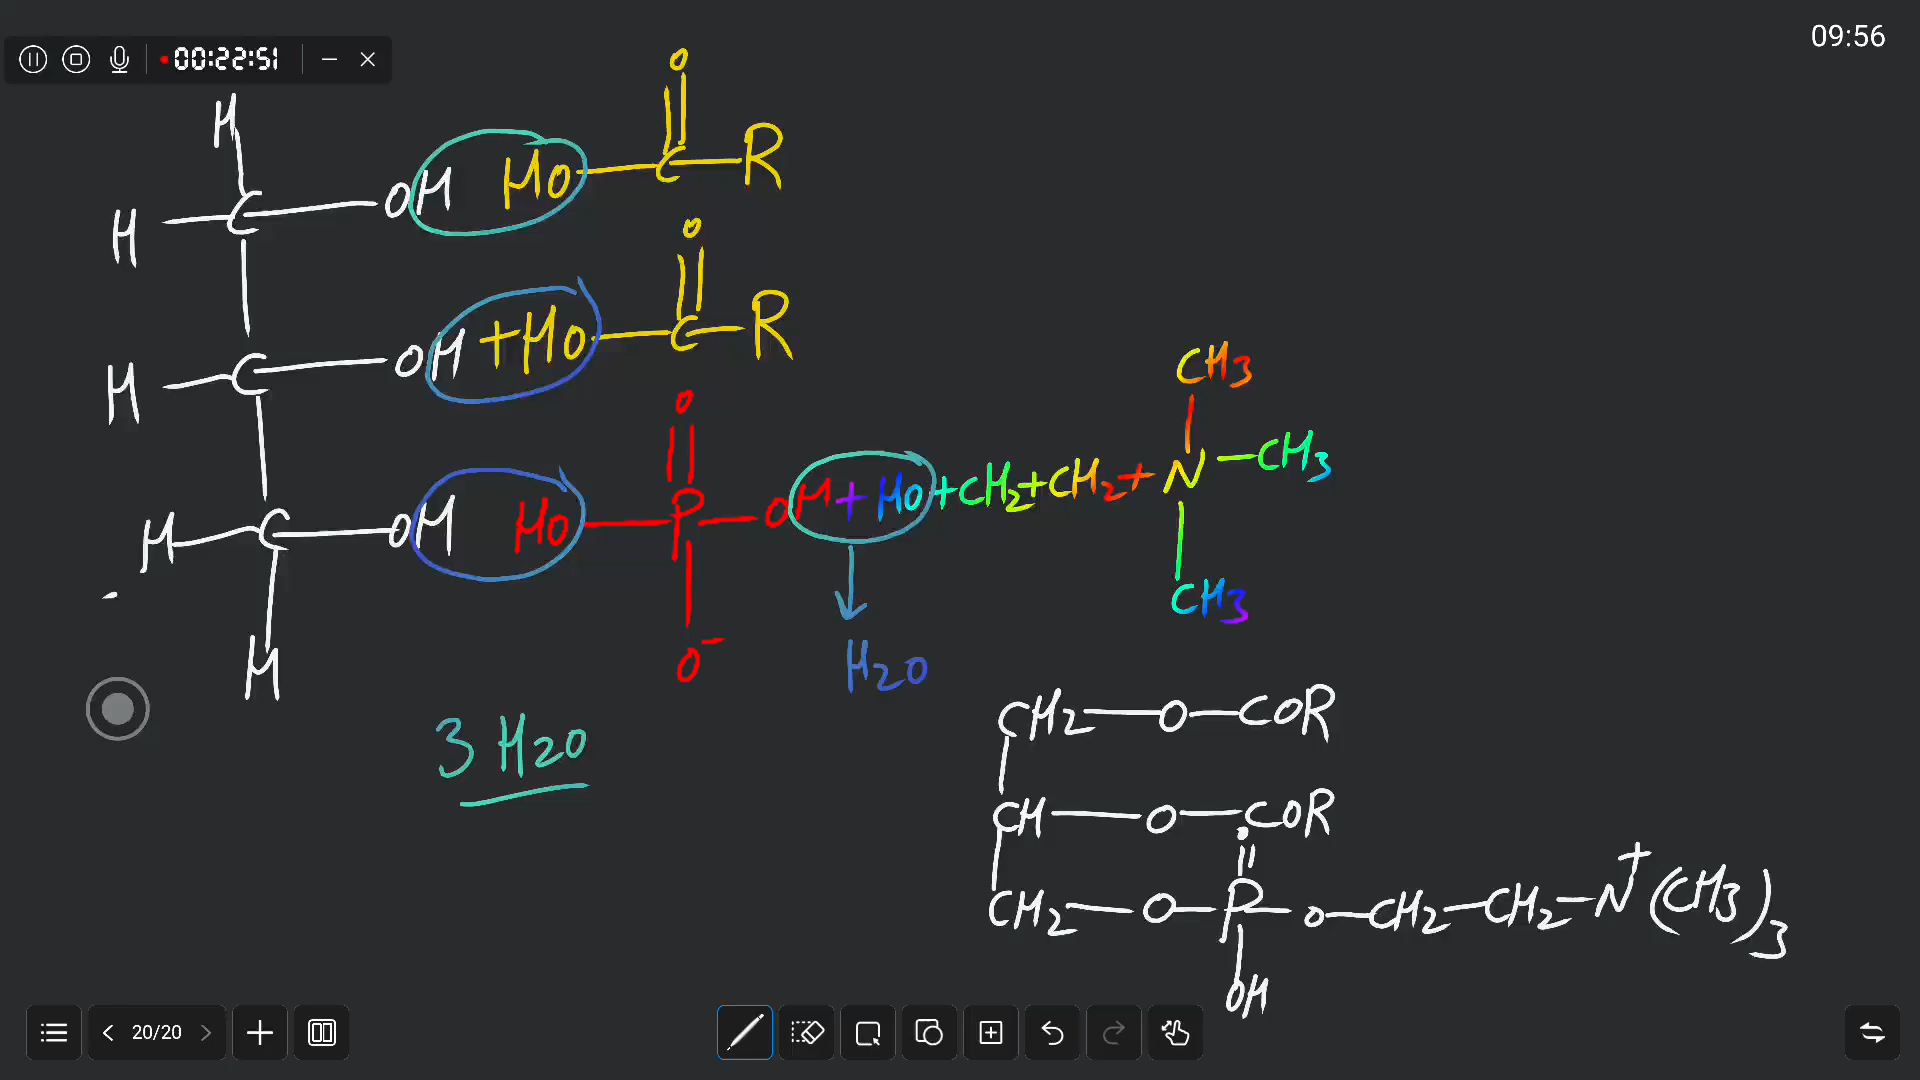 09:56
00:22:51
O
H
H C OH HO C R
O
H C OH + HO C R
O
CH3
H C OH HO P OH + HO + CH2 + CH2 + N CH3
CH3
H
O-
H2O
3 H2O
CH2 O COR
CH O COR
O
CH2 O P O CH2 CH2 N+ (CH3)3
OH
20/20